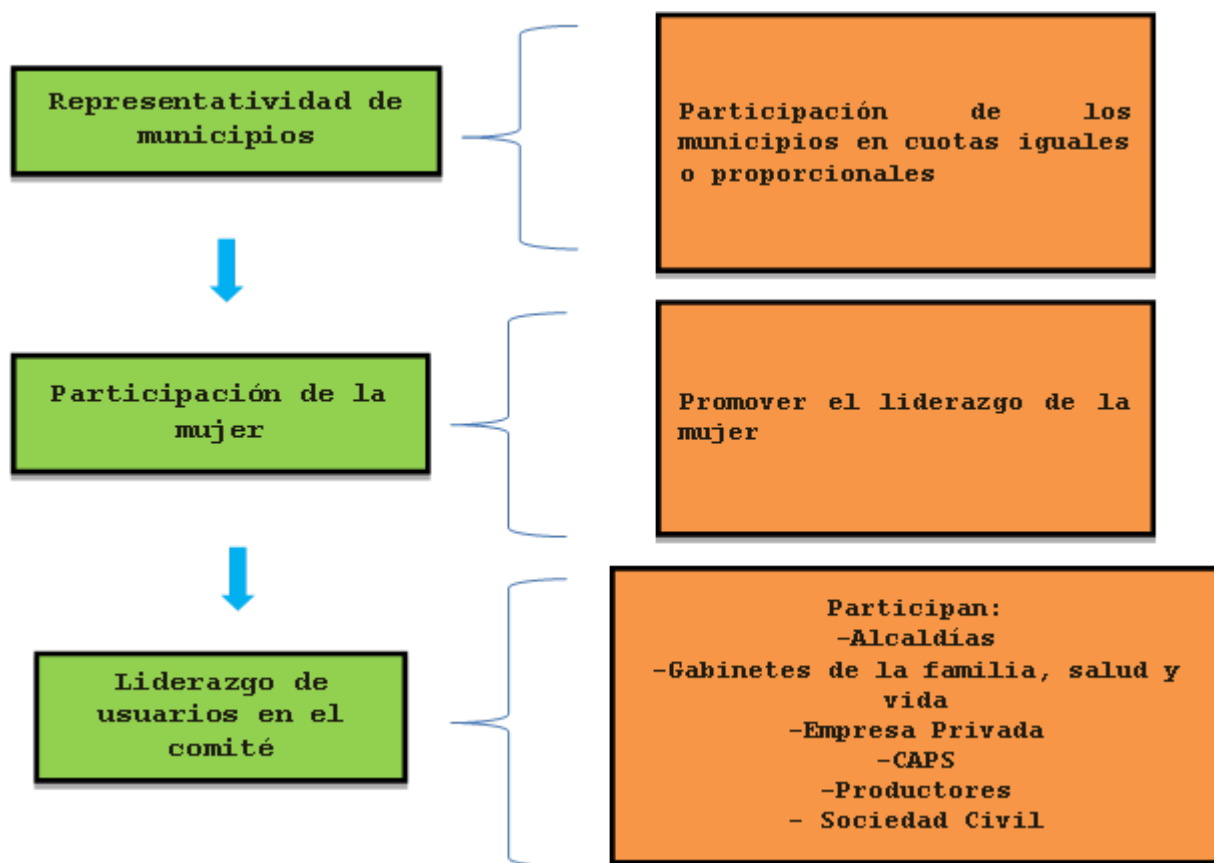 Representatividad de
municipios
Participación de los
municipios en cuotas iguales
o proporcionales
Participación de la
mujer
Promover el liderazgo de la
mujer
Liderazgo de
usuarios en el
comité
Participan:
-Alcaldías
-Gabinetes de la familia, salud y
vida
-Empresa Privada
-CAPS
-Productores
- Sociedad Civil